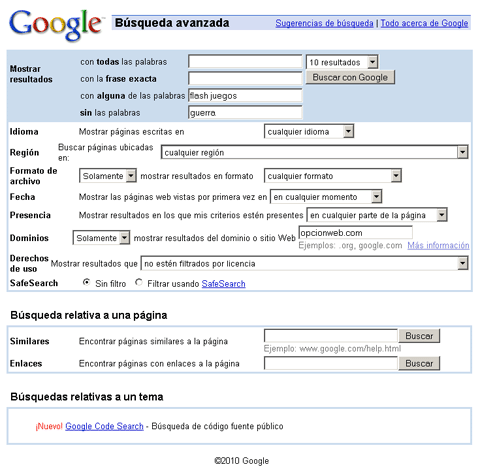 Google Búsqueda avanzada Sugerencias de búsqueda | Todo acerca de Google
Mostrar resultados con todas las palabras 10 resultados
con la frase exacta Buscar con Google
con alguna de las palabras flash juegos
sin las palabras guerra
Idioma Mostrar páginas escritas en cualquier idioma
Región Buscar páginas ubicadas en: cualquier región
Formato de archivo Solamente mostrar resultados en formato cualquier formato
Fecha Mostrar las páginas web vistas por primera vez en en cualquier momento
Presencia Mostrar resultados en los que mis criterios estén presentes en cualquier parte de la página
Dominios Solamente mostrar resultados del dominio o sitio Web opcionweb.com
Ejemplos: .org, google.com Más información
Derechos de uso Mostrar resultados que no estén filtrados por licencia
SafeSearch Sin filtro Filtrar usando SafeSearch
Búsqueda relativa a una página
Similares Encontrar páginas similares a la página Buscar
Ejemplo: www.google.com/help.html
Enlaces Encontrar páginas con enlaces a la página Buscar
Búsquedas relativas a un tema
¡Nuevo! Google Code Search - Búsqueda de código fuente público
©2010 Google